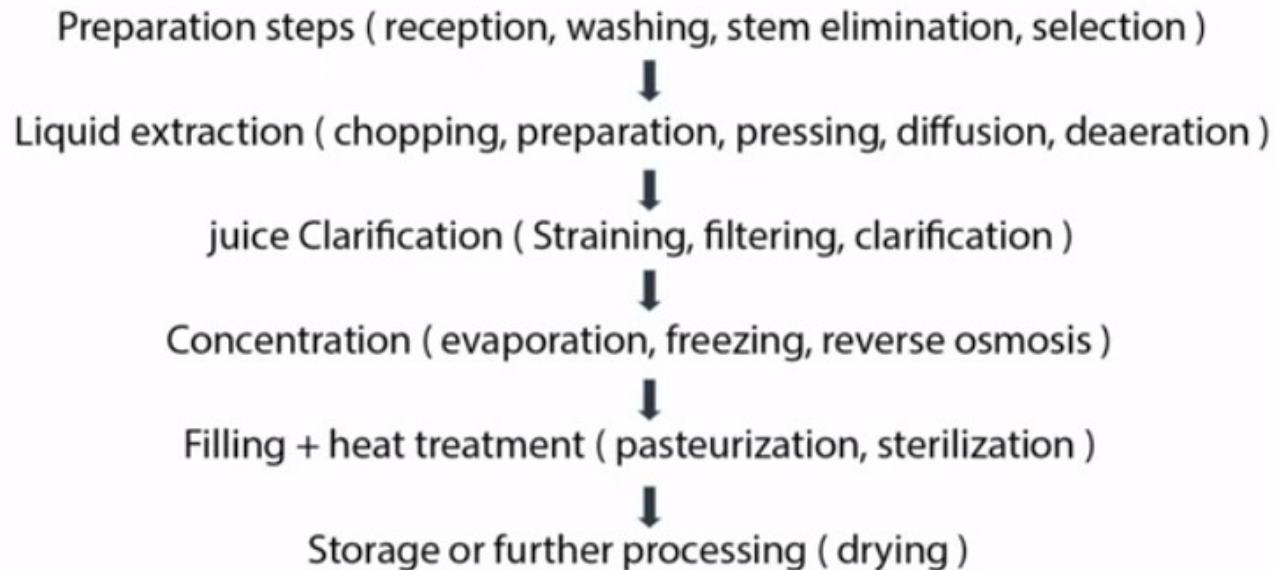 Preparation steps ( reception, washing, stem elimination, selection )
Liquid extraction ( chopping, preparation, pressing, diffusion, deaeration )
juice Clarification ( Straining, filtering, clarification )
Concentration ( evaporation, freezing, reverse osmosis )
Filling + heat treatment ( pasteurization, sterilization )
Storage or further processing ( drying )